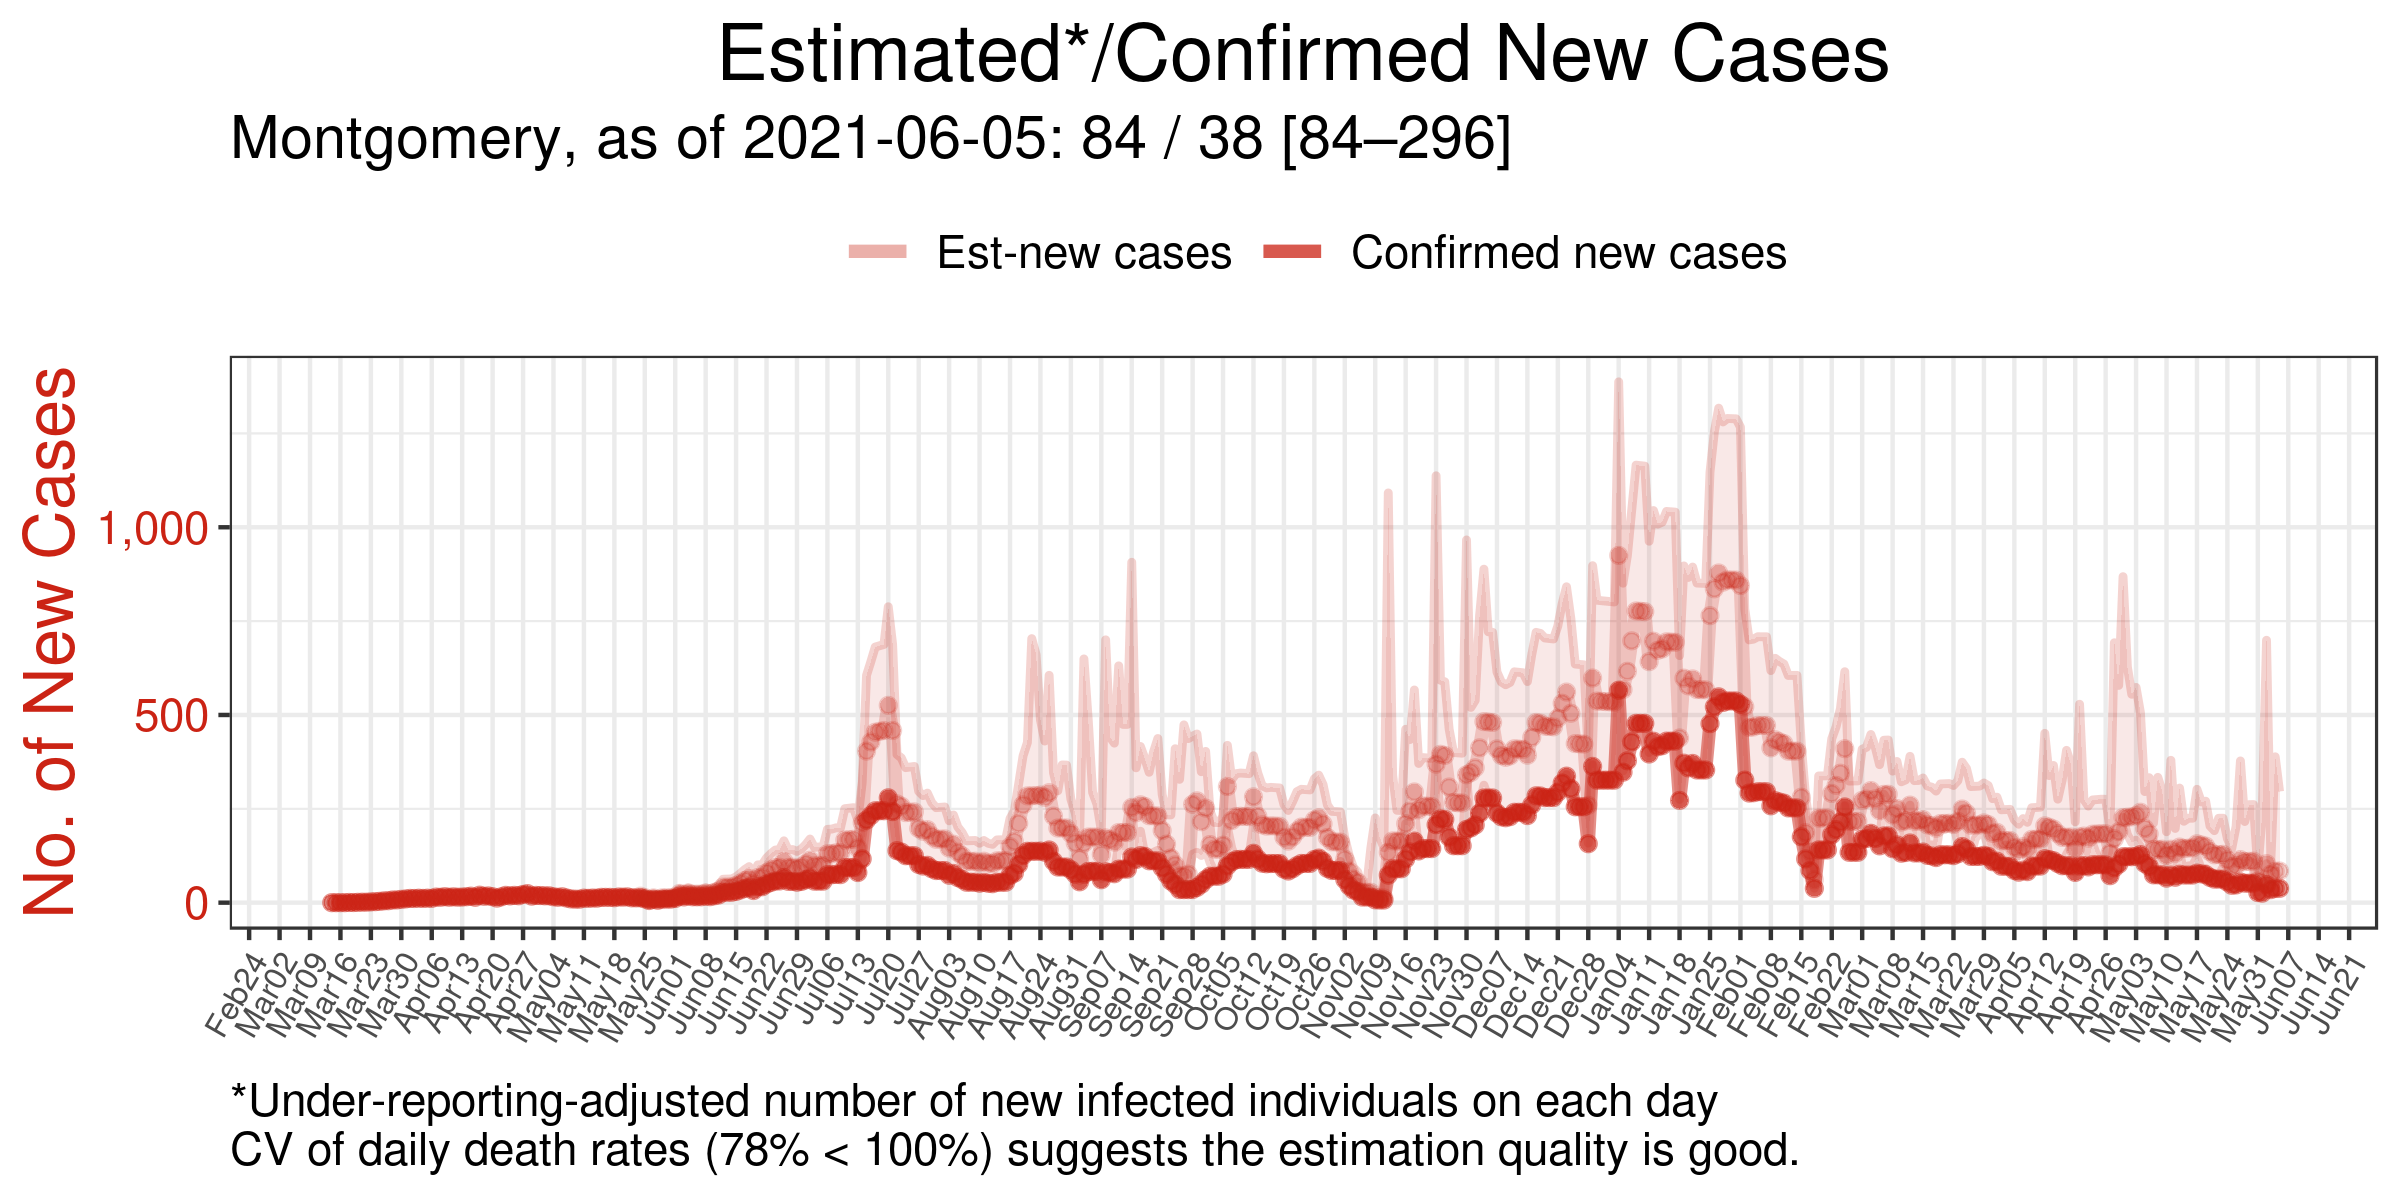 Estimated*/Confirmed New Cases
Montgomery, as of 2021-06-05: 84 / 38 [84–296]
Est-new cases Confirmed new cases
No. of New Cases
1,000
500
0
Feb24 Mar02 Mar09 Mar16 Mar23 Mar30 Apr06 Apr13 Apr20 Apr27 May04 May11 May18 May25 Jun01 Jun08 Jun15 Jun22 Jun29 Jul06 Jul13 Jul20 Jul27 Aug03 Aug10 Aug17 Aug24 Aug31 Sep07 Sep14 Sep21 Sep28 Oct05 Oct12 Oct19 Oct26 Nov02 Nov09 Nov16 Nov23 Nov30 Dec07 Dec14 Dec21 Dec28 Jan04 Jan11 Jan18 Jan25 Feb01 Feb08 Feb15 Feb22 Mar01 Mar08 Mar15 Mar22 Mar29 Apr05 Apr12 Apr19 Apr26 May03 May10 May17 May24 May31 Jun07 Jun14 Jun21
*Under-reporting-adjusted number of new infected individuals on each day
CV of daily death rates (78% < 100%) suggests the estimation quality is good.